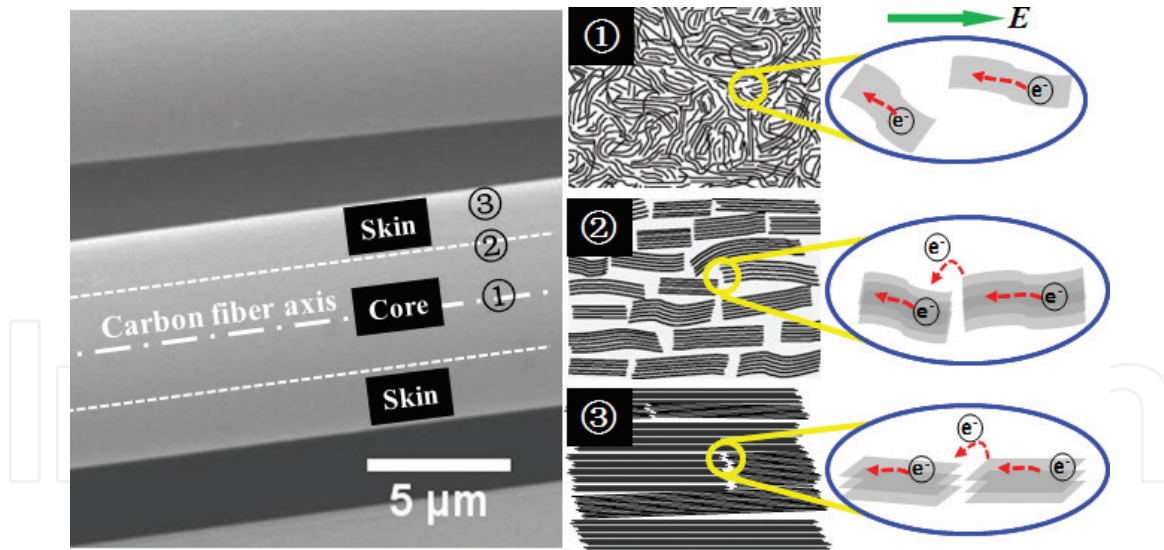 ③
Skin
②
Carbon fiber axis
Core
①
Skin
5 μm
①
E
e⁻
e⁻
②
e⁻
e⁻
e⁻
③
e⁻
e⁻
e⁻